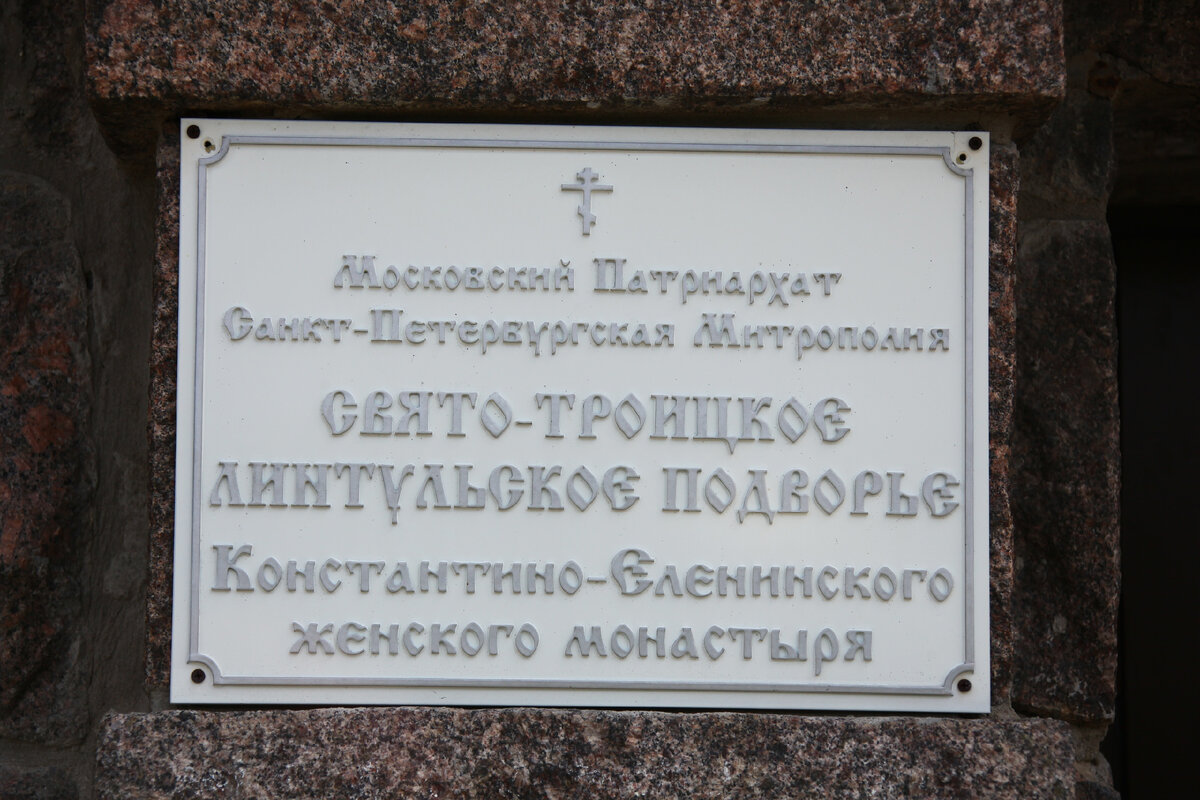 Московский Патриархат
Санкт-Петербургская Митрополия
СВЯТО-ТРОИЦКОЕ
ЛИНТУЛЬСКОЕ ПОДВОРЬЕ
Константино-Еленинского
женского монастыря